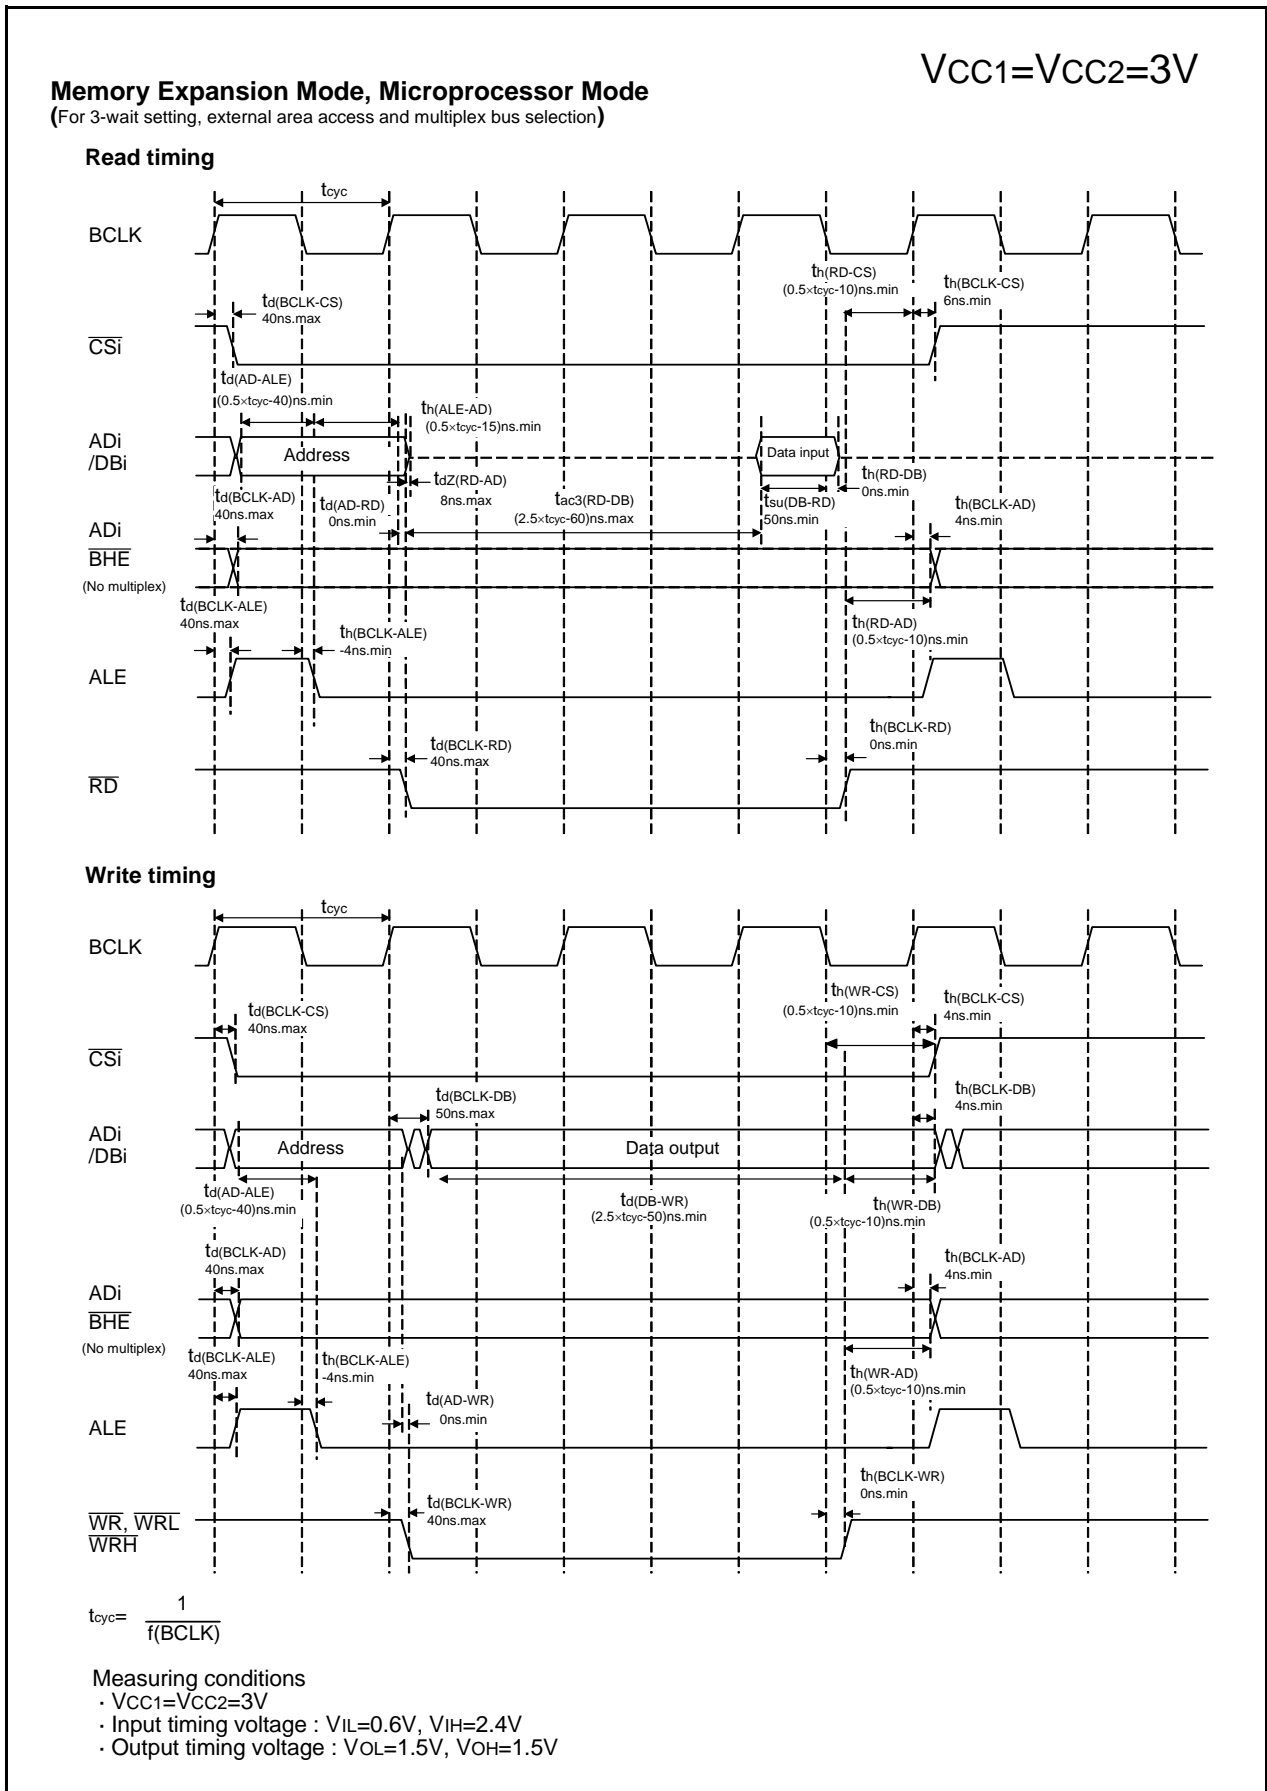 VCC1=VCC2=3V
Memory Expansion Mode, Microprocessor Mode
(For 3-wait setting, external area access and multiplex bus selection)
Read timing
tcyc
BCLK
th(RD-CS)
(0.5×tcyc-10)ns.min
th(BCLK-CS)
6ns.min
td(BCLK-CS)
40ns.max
CSi
td(AD-ALE)
(0.5×tcyc-40)ns.min
th(ALE-AD)
(0.5×tcyc-15)ns.min
ADi
/DBi
Address
Data input
tdZ(RD-AD)
8ns.max
th(RD-DB)
0ns.min
td(BCLK-AD)
40ns.max
td(AD-RD)
0ns.min
tac3(RD-DB)
(2.5×tcyc-60)ns.max
tsu(DB-RD)
50ns.min
th(BCLK-AD)
4ns.min
ADi
BHE
(No multiplex)
td(BCLK-ALE)
40ns.max
th(BCLK-ALE)
-4ns.min
th(RD-AD)
(0.5×tcyc-10)ns.min
ALE
td(BCLK-RD)
40ns.max
th(BCLK-RD)
0ns.min
RD
Write timing
tcyc
BCLK
th(WR-CS)
(0.5×tcyc-10)ns.min
th(BCLK-CS)
4ns.min
td(BCLK-CS)
40ns.max
CSi
td(BCLK-DB)
50ns.max
th(BCLK-DB)
4ns.min
ADi
/DBi
Address
Data output
td(AD-ALE)
(0.5×tcyc-40)ns.min
td(DB-WR)
(2.5×tcyc-50)ns.min
th(WR-DB)
(0.5×tcyc-10)ns.min
td(BCLK-AD)
40ns.max
th(BCLK-AD)
4ns.min
ADi
BHE
(No multiplex)
td(BCLK-ALE)
40ns.max
th(BCLK-ALE)
-4ns.min
th(WR-AD)
(0.5×tcyc-10)ns.min
td(AD-WR)
0ns.min
ALE
th(BCLK-WR)
0ns.min
td(BCLK-WR)
40ns.max
WR, WRL
WRH
tcyc= 1
f(BCLK)
Measuring conditions
· VCC1=VCC2=3V
· Input timing voltage : VIL=0.6V, VIH=2.4V
· Output timing voltage : VOL=1.5V, VOH=1.5V